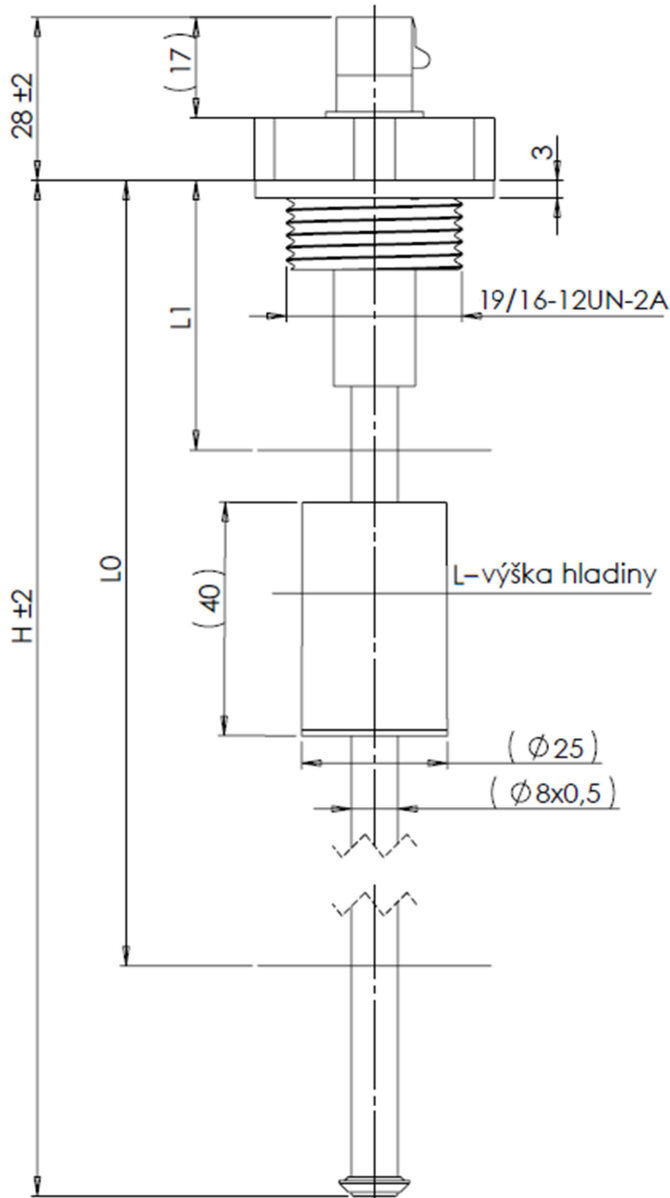 ( 17 )
28 ±2
3
19/16-12UN-2A
L1
L0
H ±2
( 40 )
L-výška hladiny
( Ø25 )
( Ø8x0,5 )